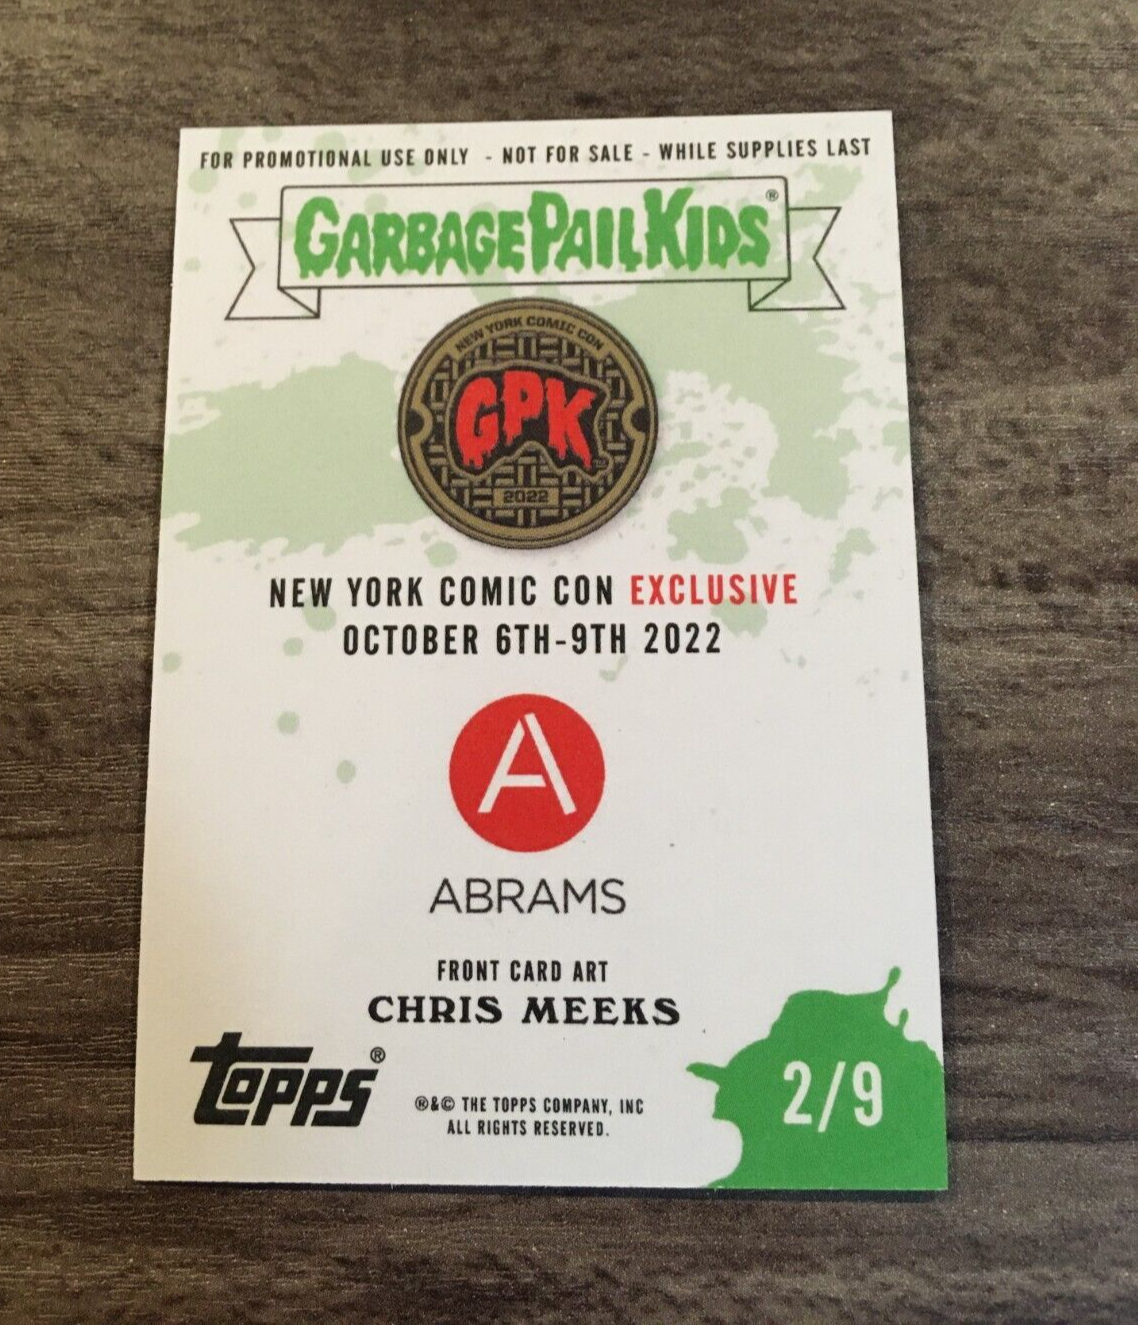 FOR PROMOTIONAL USE ONLY - NOT FOR SALE - WHILE SUPPLIES LAST
GARBAGE PAIL KIDS®
NEW YORK COMIC CON
GPK
2022
NEW YORK COMIC CON EXCLUSIVE
OCTOBER 6TH-9TH 2022
A
ABRAMS
FRONT CARD ART
CHRIS MEEKS
topps®
®&© THE TOPPS COMPANY, INC
ALL RIGHTS RESERVED.
2/9